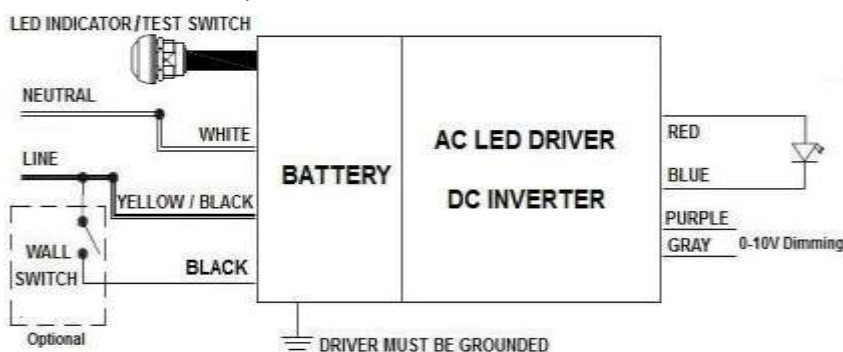 LED INDICATOR/TEST SWITCH
NEUTRAL
WHITE
LINE
YELLOW / BLACK
WALL
SWITCH
BLACK
Optional
BATTERY
AC LED DRIVER
DC INVERTER
RED
BLUE
PURPLE
GRAY
0-10V Dimming
DRIVER MUST BE GROUNDED